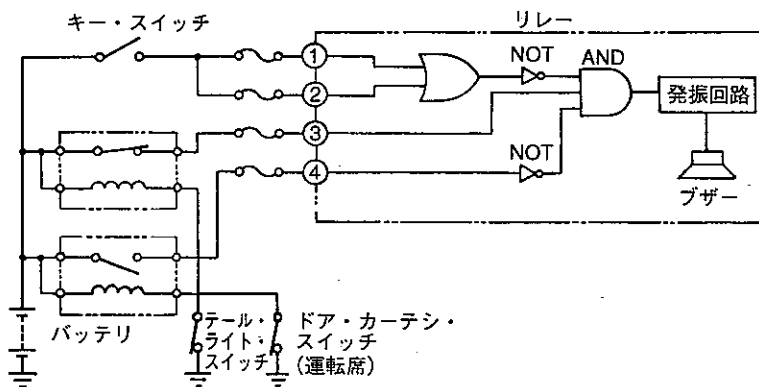 リレー
キー・スイッチ
①
NOT
AND
②
発振回路
③
NOT
④
ブザー
バッテリ
テール・
ライト・
スイッチ
ドア・カーテシ・
スイッチ
(運転席)